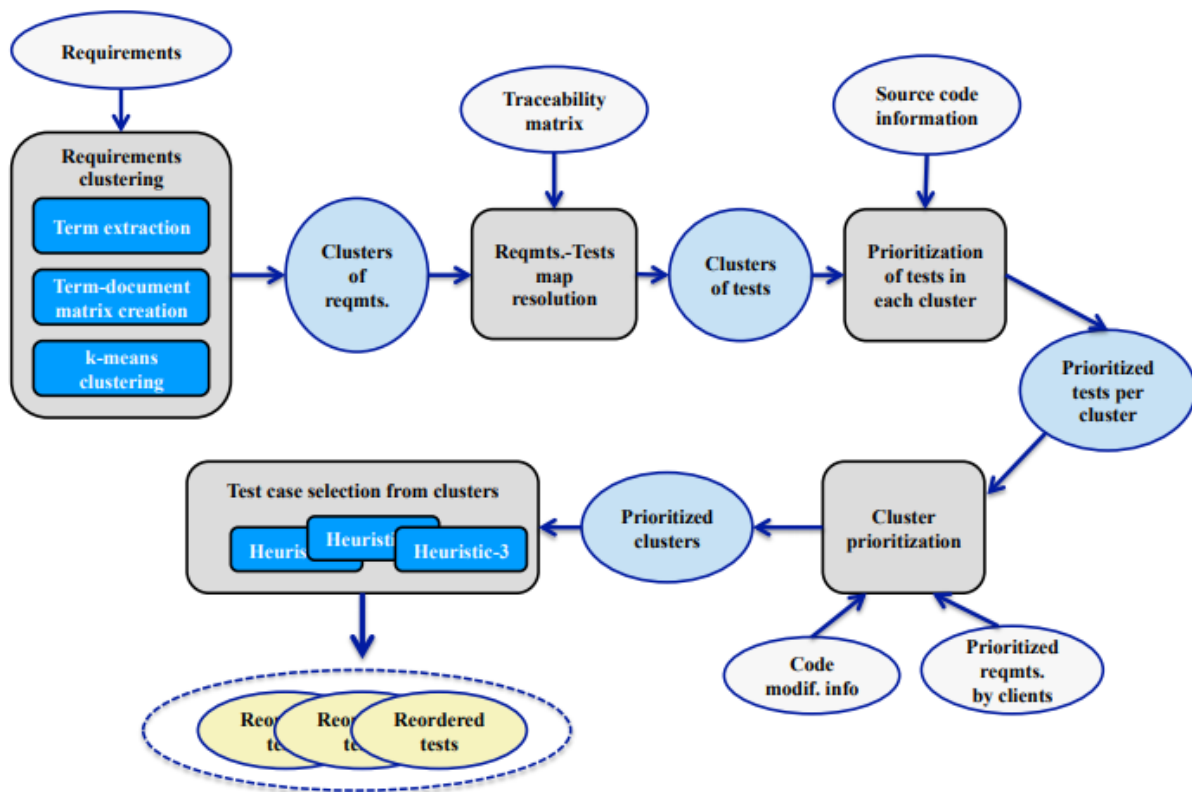 Requirements
Requirements
clustering
Term extraction
Term-document
matrix creation
k-means
clustering
Clusters
of
reqmts.
Traceability
matrix
Reqmts.-Tests
map
resolution
Clusters
of tests
Source code
information
Prioritization
of tests in
each cluster
Prioritized
tests per
cluster
Cluster
prioritization
Code
modif. info
Prioritized
reqmts.
by clients
Prioritized
clusters
Test case selection from clusters
Heuris
Heuristic
Heuristic-3
Reordered
tests